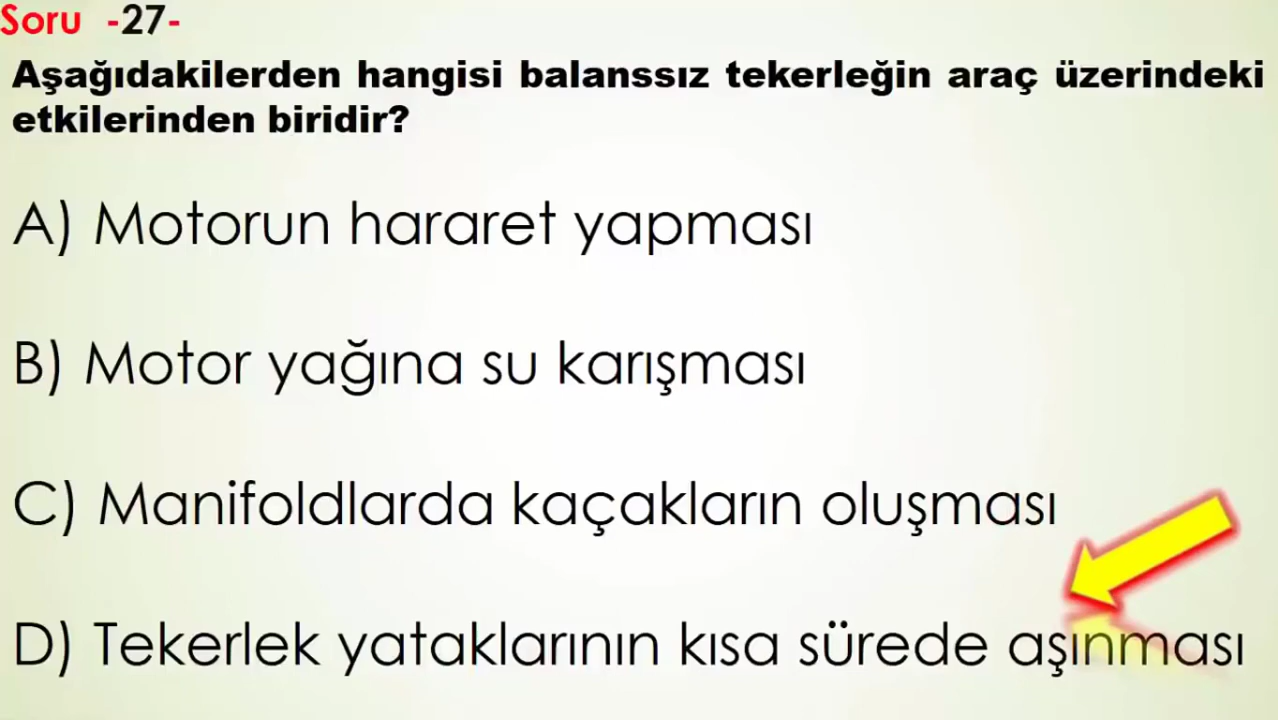 Soru -27-
Aşağıdakilerden hangisi balanssız tekerleğin araç üzerindeki
etkilerinden biridir?
A) Motorun hararet yapması
B) Motor yağına su karışması
C) Manifoldlarda kaçakların oluşması
D) Tekerlek yataklarının kısa sürede aşınması